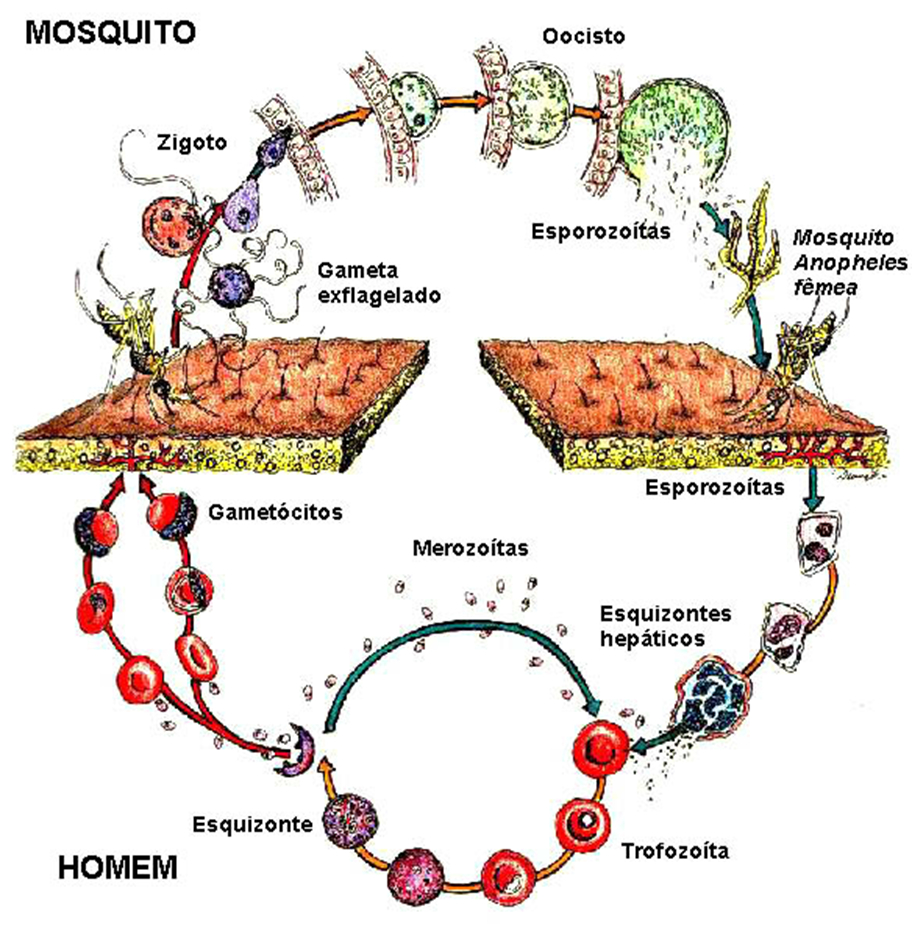 MOSQUITO
Oocisto
Zigoto
Esporozoítas
Mosquito
Anopheles
fêmea
Gameta
exflagelado
Esporozoítas
Gametócitos
Merozoítas
Esquizontes
hepáticos
Esquizonte
Trofozoíta
HOMEM